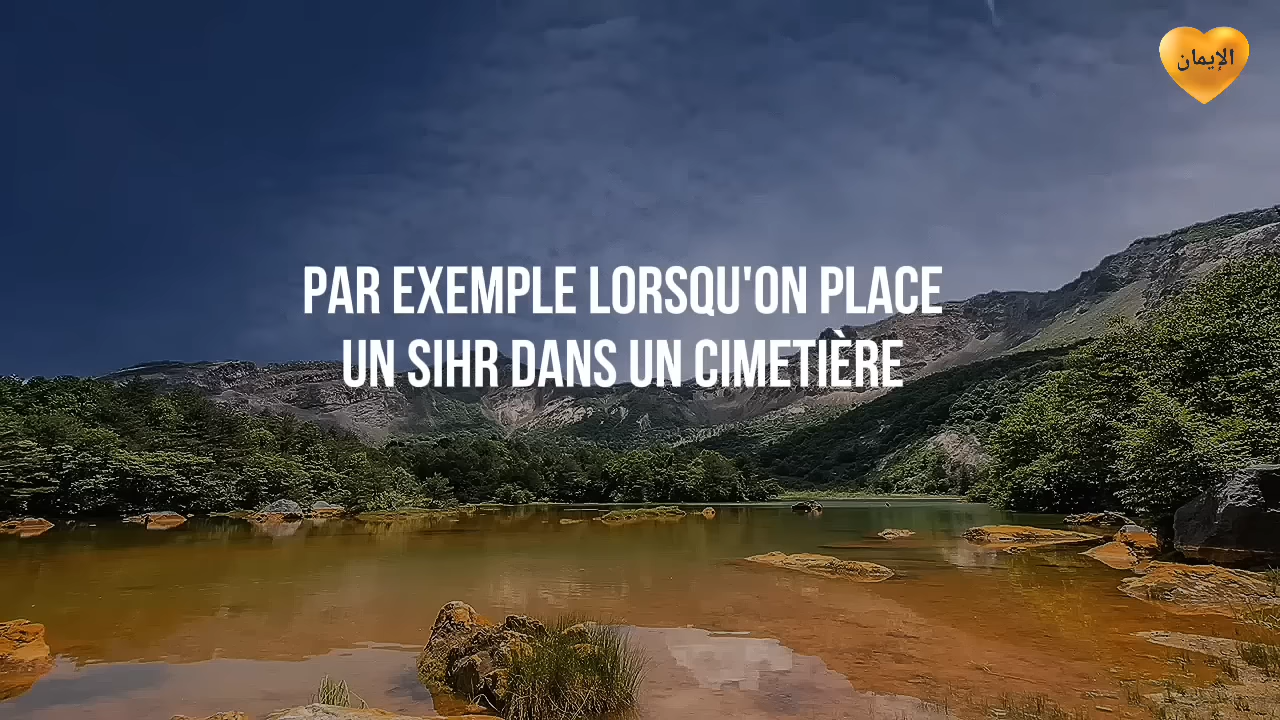 الإيمان
PAR EXEMPLE LORSQU'ON PLACE
UN SIHR DANS UN CIMETIÈRE